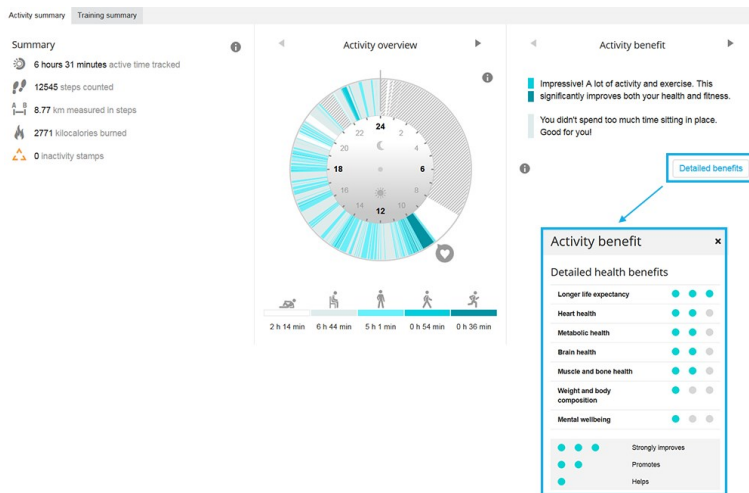 Activity summary
Training summary
Summary
6 hours 31 minutes active time tracked
12545 steps counted
A B
8.77 km measured in steps
2771 kilocalories burned
0 inactivity stamps
Activity overview
24
2
4
6
8
10
12
14
16
18
20
22
2 h 14 min
6 h 44 min
5 h 1 min
0 h 54 min
0 h 36 min
Activity benefit
Impressive! A lot of activity and exercise. This
significantly improves both your health and fitness.
You didn't spend too much time sitting in place.
Good for you!
Detailed benefits
Activity benefit
×
Detailed health benefits
Longer life expectancy
Heart health
Metabolic health
Brain health
Muscle and bone health
Weight and body
composition
Mental wellbeing
Strongly improves
Promotes
Helps